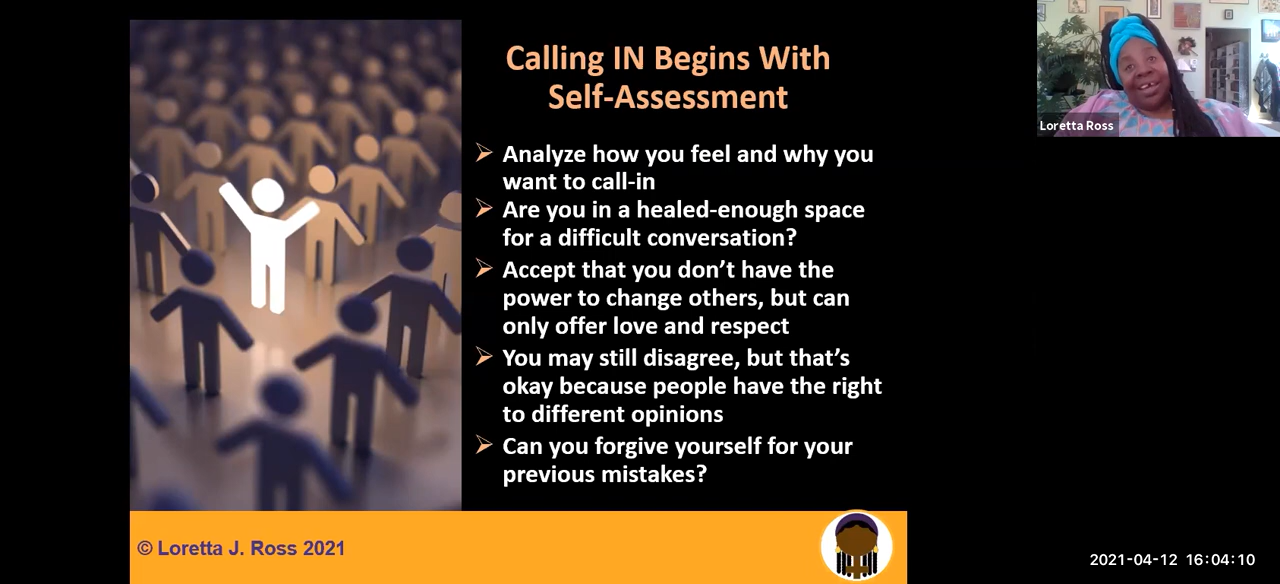 Calling IN Begins With
Self-Assessment
Analyze how you feel and why you
want to call-in
Are you in a healed-enough space
for a difficult conversation?
Accept that you don’t have the
power to change others, but can
only offer love and respect
You may still disagree, but that’s
okay because people have the right
to different opinions
Can you forgive yourself for your
previous mistakes?
© Loretta J. Ross 2021
Loretta Ross
2021-04-12 16:04:10